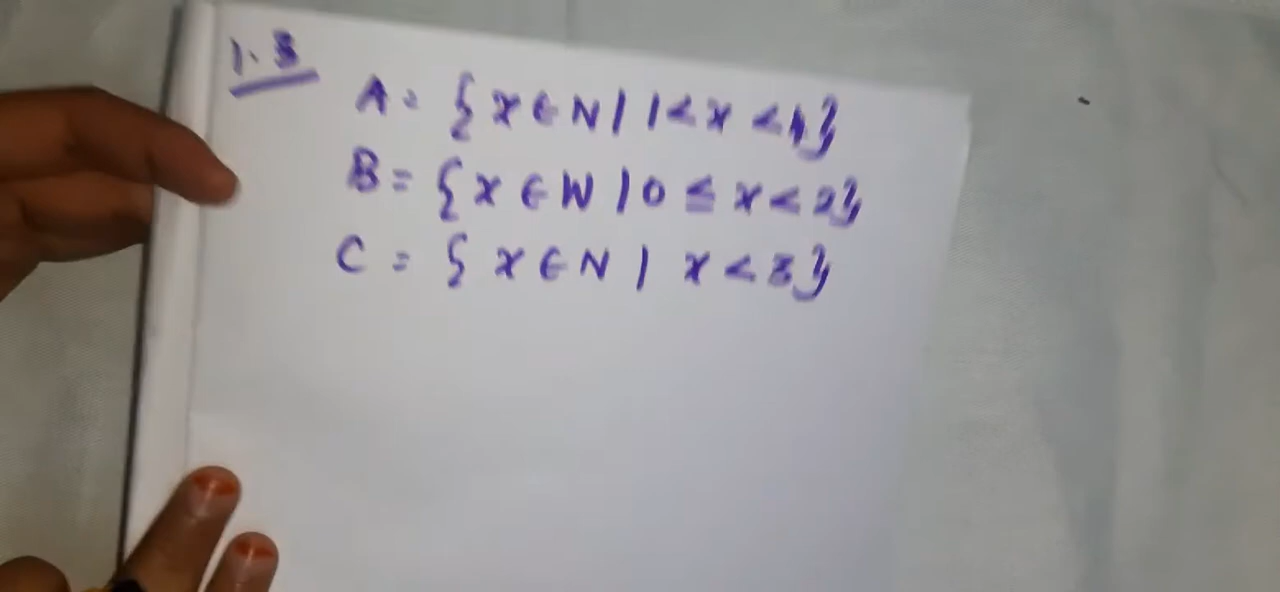 1.3
A = {x ∈ N | 1 < x < 4}
B = {x ∈ W | 0 ≤ x < 2}
C = {x ∈ N | x < 3}